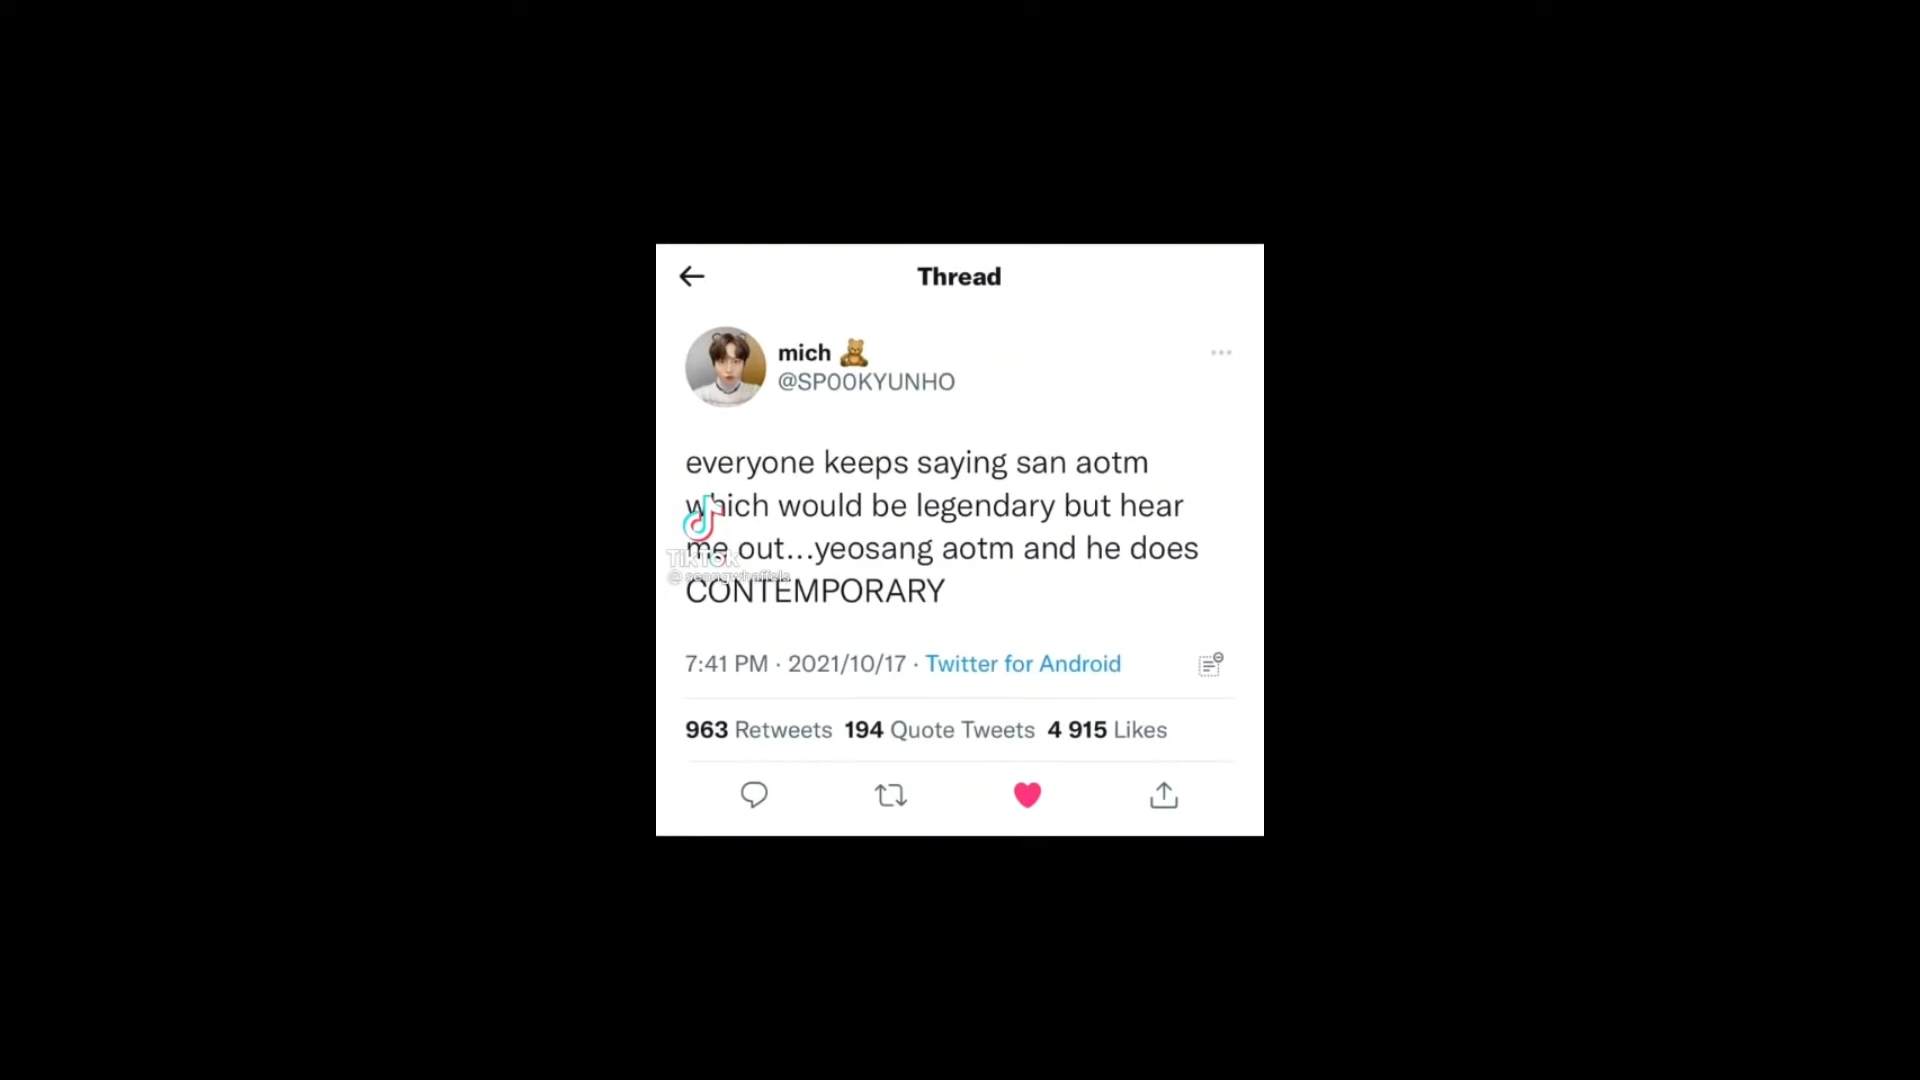 Thread
mich 🧸
@SPOOKYUNHO
everyone keeps saying san aotm
which would be legendary but hear
me out...yeosang aotm and he does
CONTEMPORARY
TikTok
7:41 PM · 2021/10/17 · Twitter for Android
963 Retweets 194 Quote Tweets 4 915 Likes